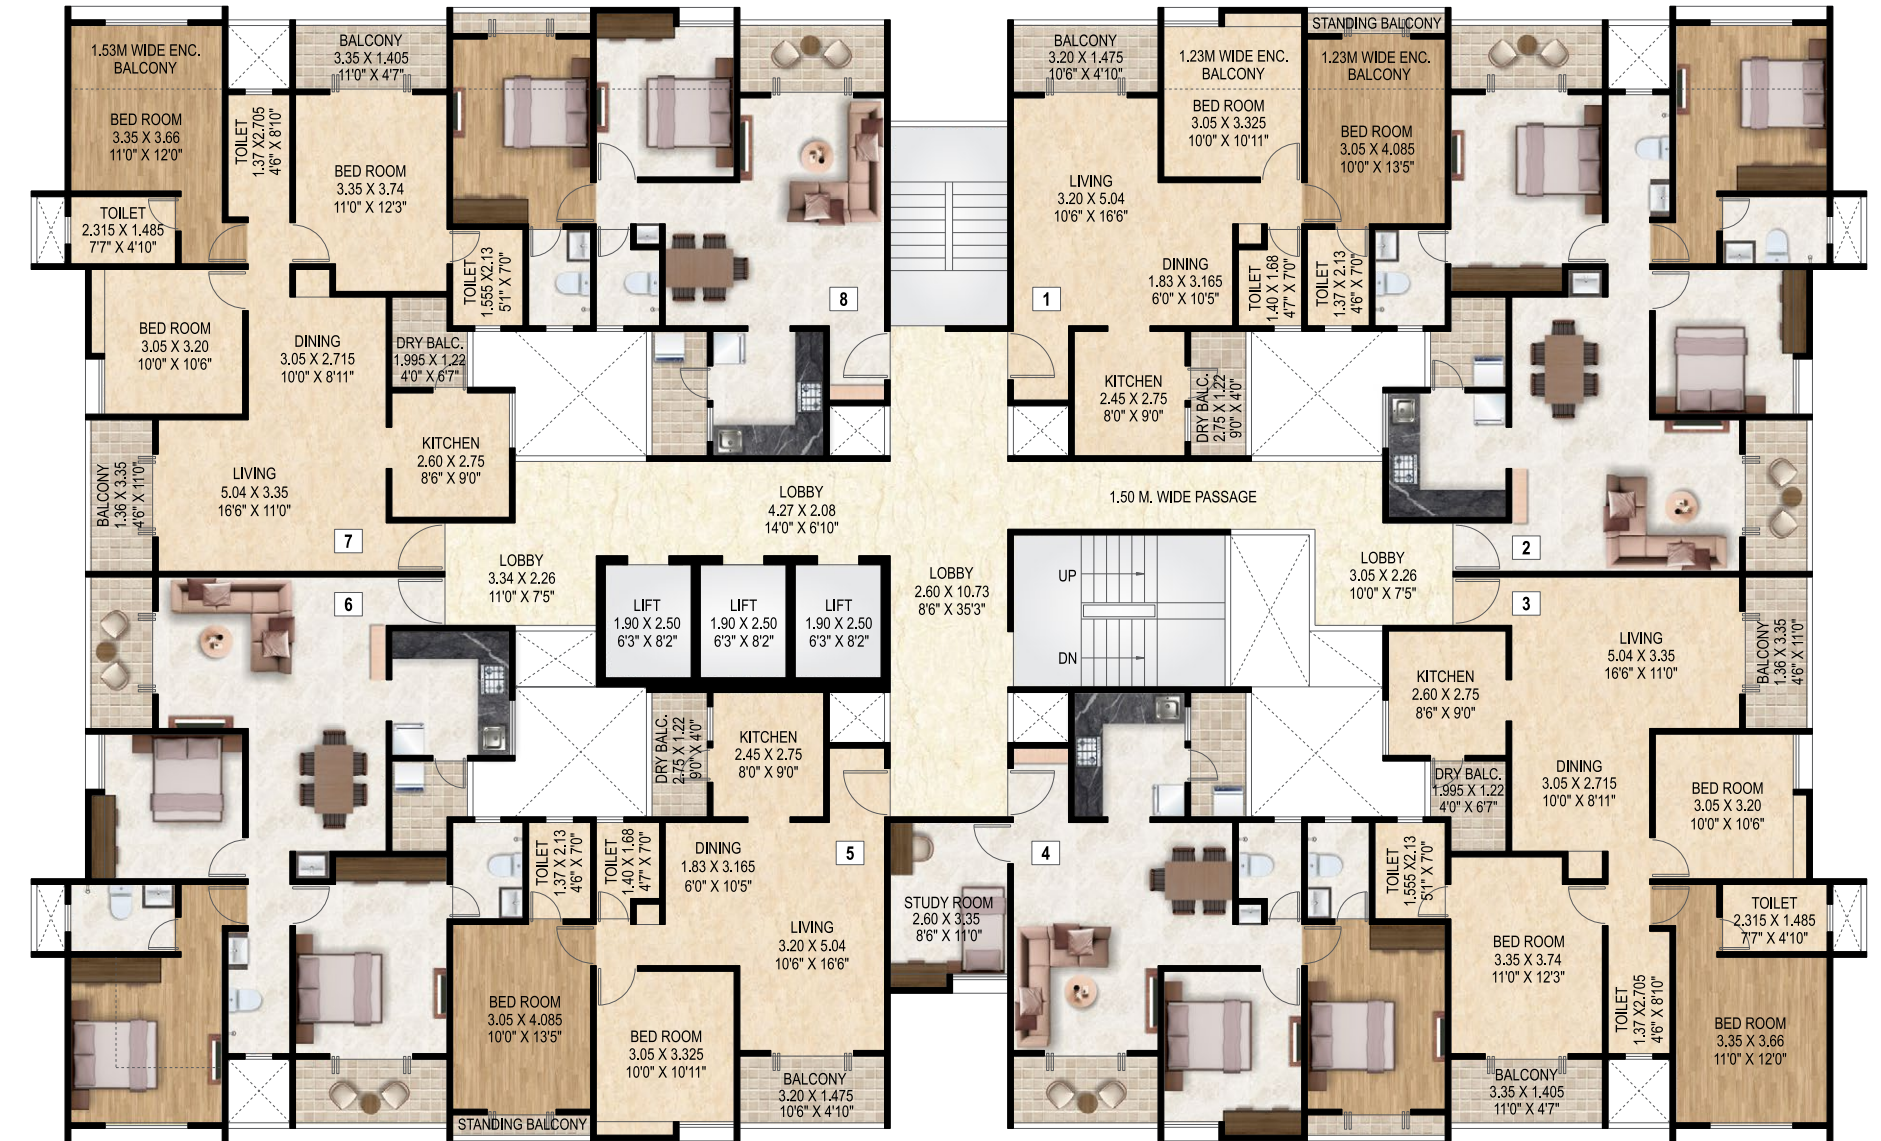 1.53M WIDE ENC.
BALCONY
BED ROOM
3.35 X 3.66
11'0" X 12'0"
TOILET
1.37 X2.705
4'6" X 8'10"
BALCONY
3.35 X 1.405
11'0" X 4'7"
BED ROOM
3.35 X 3.74
11'0" X 12'3"
TOILET
2.315 X 1.485
7'7" X 4'10"
TOILET
1.555 X2.13
5'1" X 7'0"
BED ROOM
3.05 X 3.20
10'0" X 10'6"
DINING
3.05 X 2.715
10'0" X 8'11"
DRY BALC.
1.995 X 1.22
4'0" X 6'7"
KITCHEN
2.60 X 2.75
8'6" X 9'0"
BALCONY
1.36 X 3.35
4'6" X 11'0"
LIVING
5.04 X 3.35
16'6" X 11'0"
7
8
BALCONY
3.20 X 1.475
10'6" X 4'10"
1.23M WIDE ENC.
BALCONY
BED ROOM
3.05 X 3.325
10'0" X 10'11"
STANDING BALCONY
1.23M WIDE ENC.
BALCONY
BED ROOM
3.05 X 4.085
10'0" X 13'5"
LIVING
3.20 X 5.04
10'6" X 16'6"
DINING
1.83 X 3.165
6'0" X 10'5"
TOILET
1.40 X 1.68
4'7" X 7'0"
TOILET
1.37 X 2.13
4'6" X 7'0"
1
KITCHEN
2.45 X 2.75
8'0" X 9'0"
DRY BALC.
2.75 X 1.22
9'0" X 4'0"
2
LOBBY
4.27 X 2.08
14'0" X 6'10"
1.50 M. WIDE PASSAGE
LOBBY
3.34 X 2.26
11'0" X 7'5"
LOBBY
2.60 X 10.73
8'6" X 35'3"
LOBBY
3.05 X 2.26
10'0" X 7'5"
UP
DN
LIFT
1.90 X 2.50
6'3" X 8'2"
LIFT
1.90 X 2.50
6'3" X 8'2"
LIFT
1.90 X 2.50
6'3" X 8'2"
6
3
LIVING
5.04 X 3.35
16'6" X 11'0"
BALCONY
1.36 X 3.35
4'6" X 11'0"
KITCHEN
2.60 X 2.75
8'6" X 9'0"
DRY BALC.
1.995 X 1.22
4'0" X 6'7"
DINING
3.05 X 2.715
10'0" X 8'11"
BED ROOM
3.05 X 3.20
10'0" X 10'6"
DRY BALC.
2.75 X 1.22
9'0" X 4'0"
KITCHEN
2.45 X 2.75
8'0" X 9'0"
TOILET
1.37 X 2.13
4'6" X 7'0"
TOILET
1.40 X 1.68
4'7" X 7'0"
DINING
1.83 X 3.165
6'0" X 10'5"
5
LIVING
3.20 X 5.04
10'6" X 16'6"
BED ROOM
3.05 X 4.085
10'0" X 13'5"
BED ROOM
3.05 X 3.325
10'0" X 10'11"
BALCONY
3.20 X 1.475
10'6" X 4'10"
STANDING BALCONY
4
STUDY ROOM
2.60 X 3.35
8'6" X 11'0"
TOILET
1.555 X2.13
5'1" X 7'0"
BED ROOM
3.35 X 3.74
11'0" X 12'3"
TOILET
2.315 X 1.485
7'7" X 4'10"
TOILET
1.37 X2.705
4'6" X 8'10"
BED ROOM
3.35 X 3.66
11'0" X 12'0"
BALCONY
3.35 X 1.405
11'0" X 4'7"